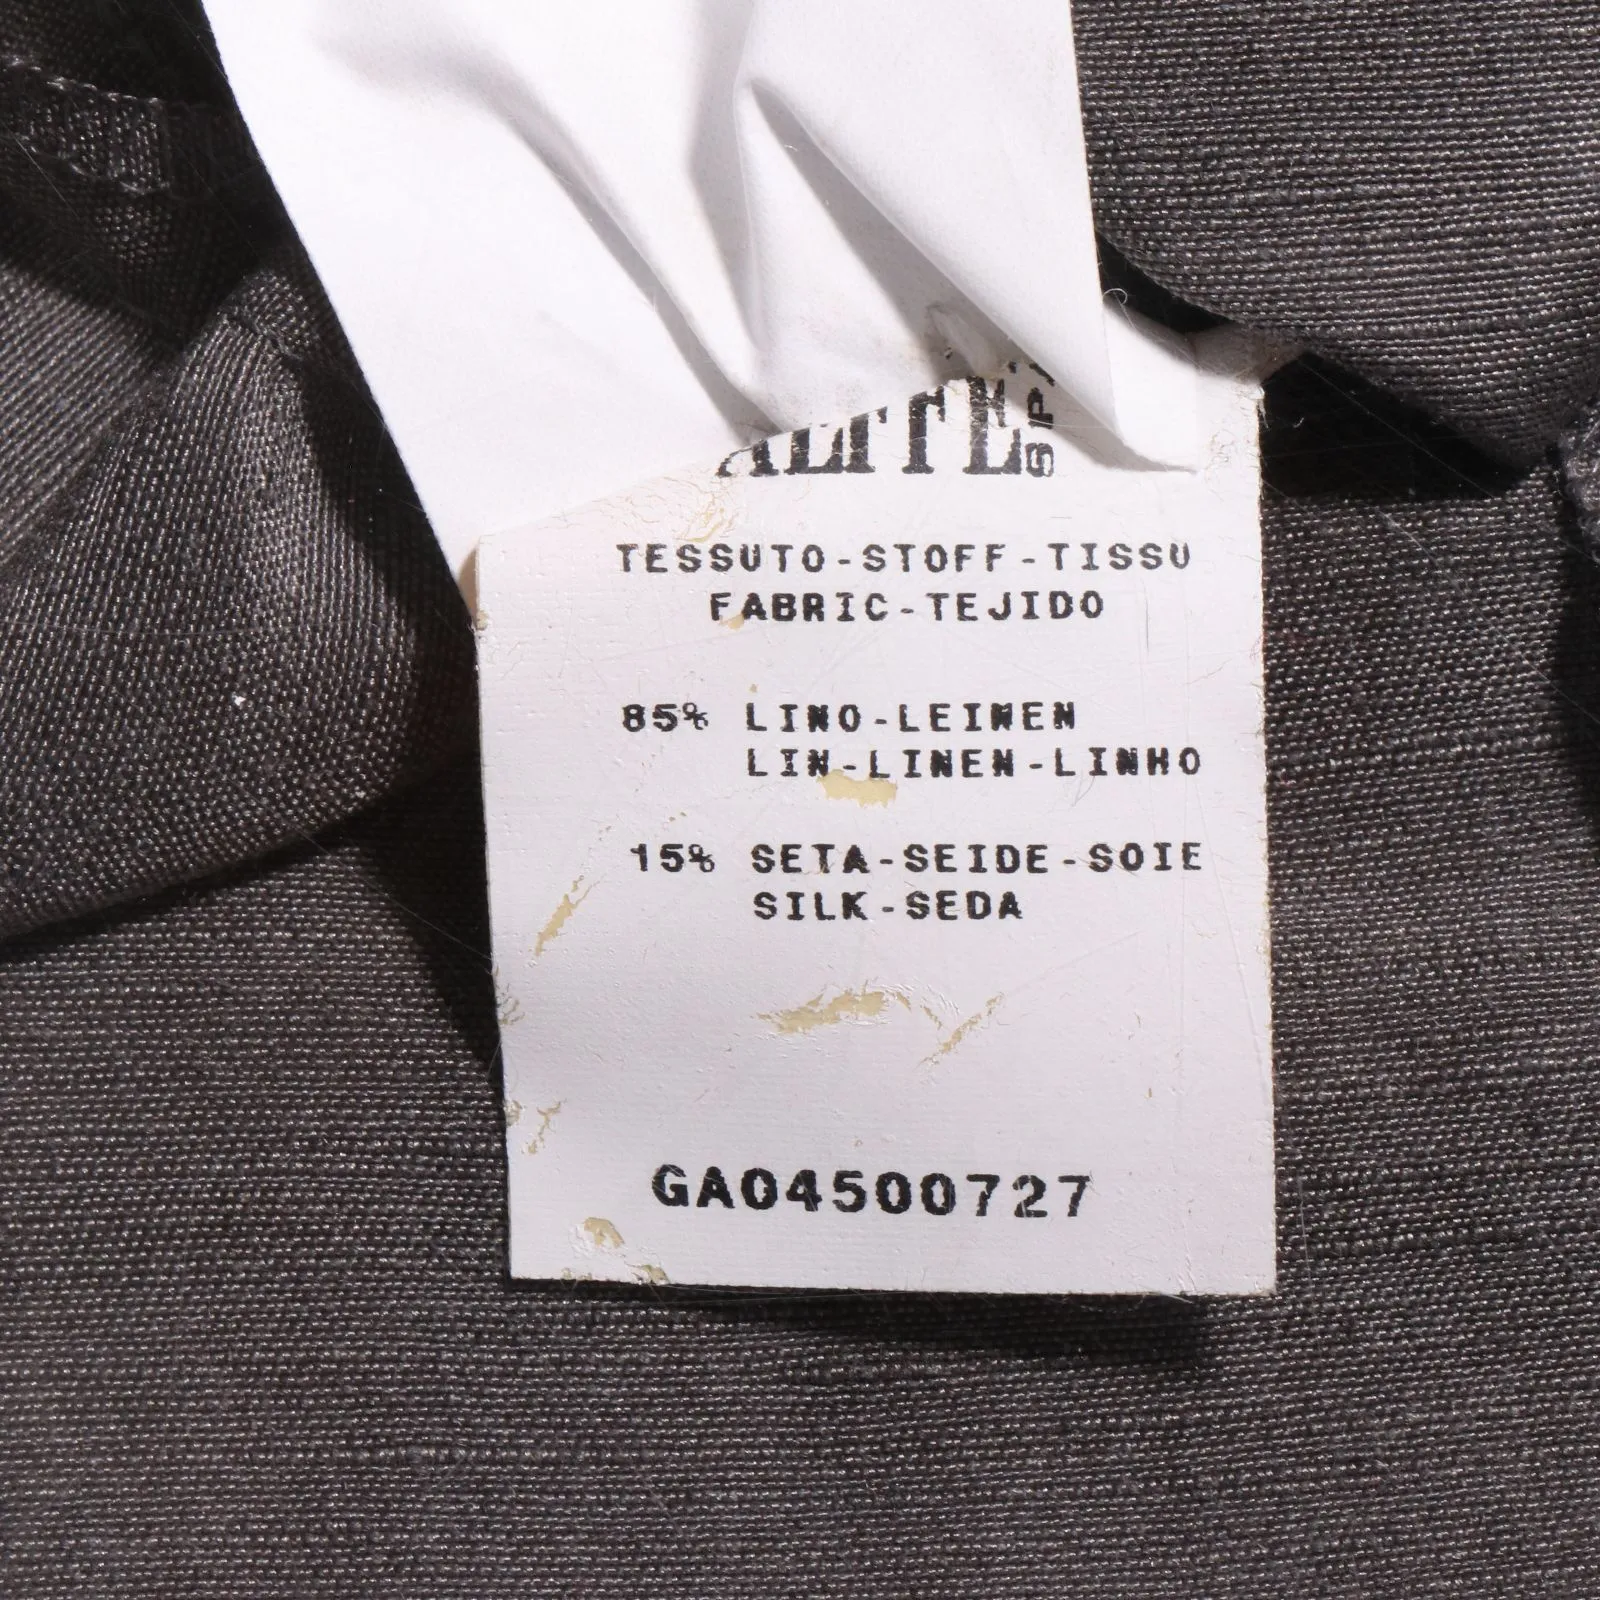 TESSUTO-STOFF-TISSU
FABRIC-TEJIDO
85% LINO-LEINEN
LIN-LINEN-LINHO
15% SETA-SEIDE-SOIE
SILK-SEDA
GA04500727